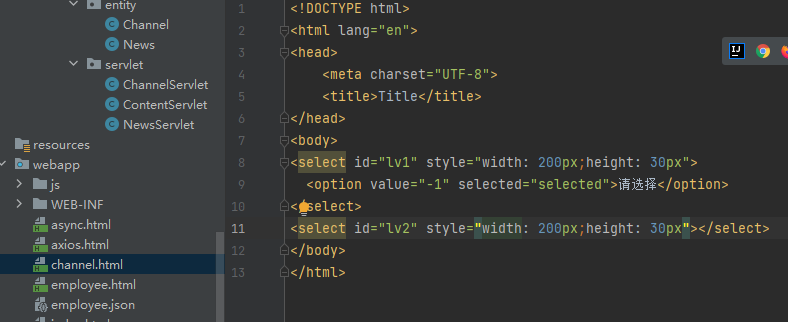 entity
Channel
News
servlet
ChannelServlet
ContentServlet
NewsServlet
resources
webapp
js
WEB-INF
async.html
axios.html
channel.html
employee.html
employee.json
1 <!DOCTYPE html>
2 <html lang="en">
3 <head>
4 <meta charset="UTF-8">
5 <title>Title</title>
6 </head>
7 <body>
8 <select id="lv1" style="width: 200px;height: 30px">
9 <option value="-1" selected="selected">请选择</option>
10 </select>
11 <select id="lv2" style="width: 200px;height: 30px"></select>
12 </body>
13 </html>